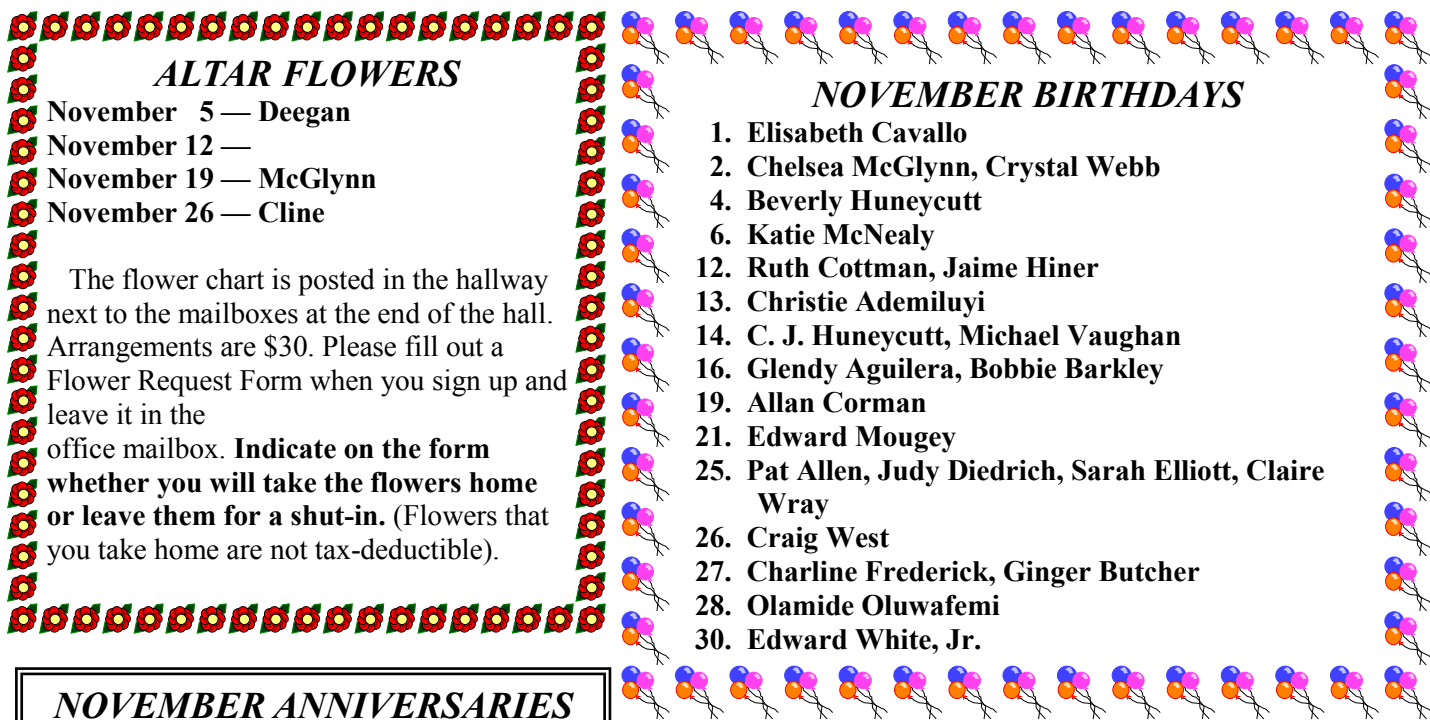 ALTAR FLOWERS
November   5 — Deegan
November 12 —
November 19 — McGlynn
November 26 — Cline
The flower chart is posted in the hallway
next to the mailboxes at the end of the hall.
Arrangements are $30. Please fill out a
Flower Request Form when you sign up and
leave it in the
office mailbox. Indicate on the form
whether you will take the flowers home
or leave them for a shut-in. (Flowers that
you take home are not tax-deductible).
NOVEMBER ANNIVERSARIES
NOVEMBER BIRTHDAYS
1. Elisabeth Cavallo
2. Chelsea McGlynn, Crystal Webb
4. Beverly Huneycutt
6. Katie McNealy
12. Ruth Cottman, Jaime Hiner
13. Christie Ademiluyi
14. C. J. Huneycutt, Michael Vaughan
16. Glendy Aguilera, Bobbie Barkley
19. Allan Corman
21. Edward Mougey
25. Pat Allen, Judy Diedrich, Sarah Elliott, Claire
Wray
26. Craig West
27. Charline Frederick, Ginger Butcher
28. Olamide Oluwafemi
30. Edward White, Jr.